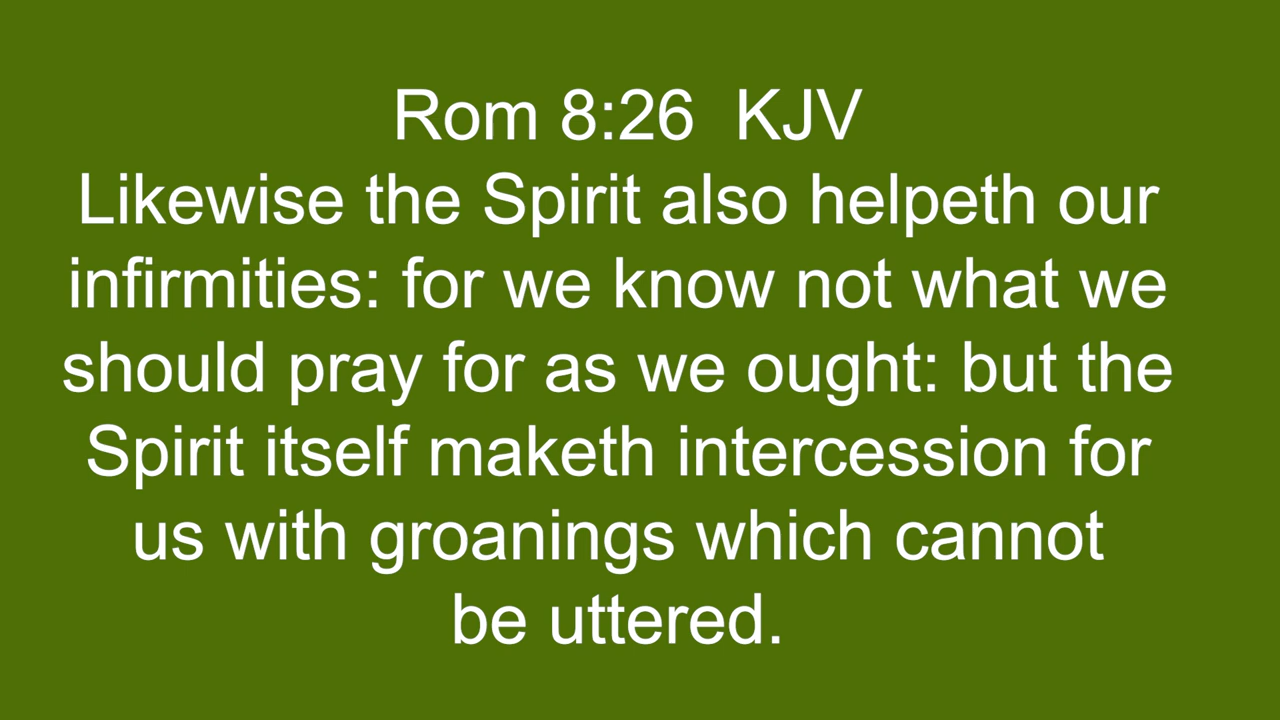 Rom 8:26  KJV
Likewise the Spirit also helpeth our
infirmities: for we know not what we
should pray for as we ought: but the
Spirit itself maketh intercession for
us with groanings which cannot
be uttered.